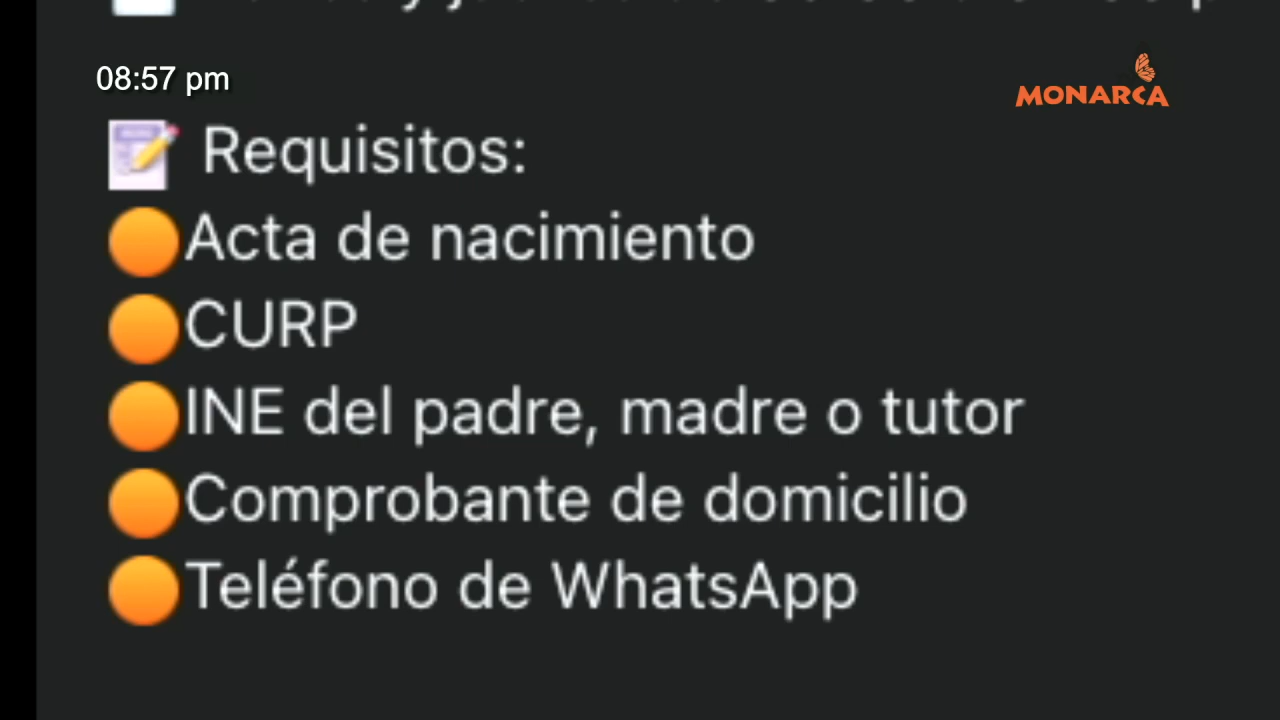 08:57 pm
MONARCA
Requisitos:
Acta de nacimiento
CURP
INE del padre, madre o tutor
Comprobante de domicilio
Teléfono de WhatsApp